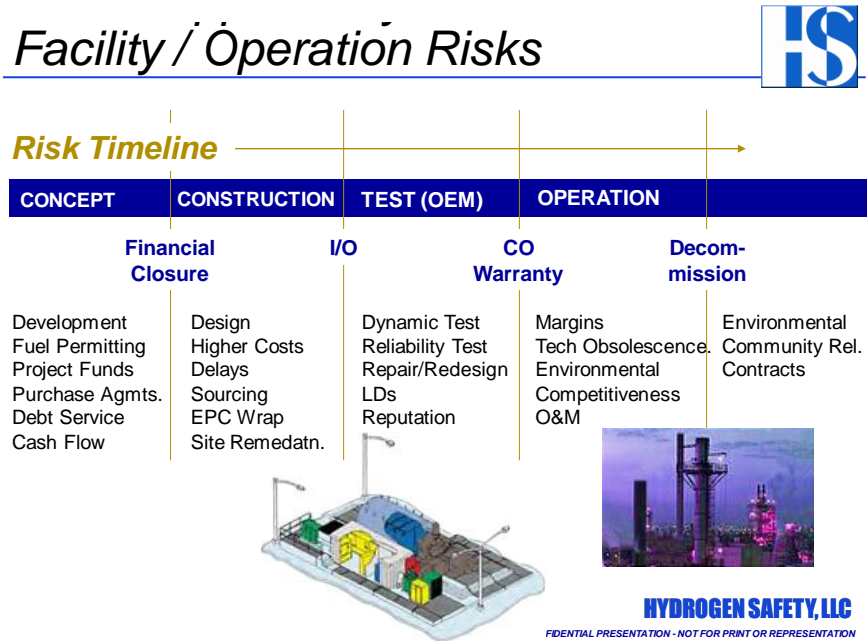 Facility / Operation Risks
HS
Risk Timeline
CONCEPT CONSTRUCTION TEST (OEM) OPERATION
Financial Closure
I/O
CO Warranty
Decom-mission
Development
Fuel Permitting
Project Funds
Purchase Agmts.
Debt Service
Cash Flow
Design
Higher Costs
Delays
Sourcing
EPC Wrap
Site Remedatn.
Dynamic Test
Reliability Test
Repair/Redesign
LDs
Reputation
Margins
Tech Obsolescence.
Environmental
Competitiveness
O&M
Environmental
Community Rel.
Contracts
HYDROGEN SAFETY, LLC
FIDENTIAL PRESENTATION - NOT FOR PRINT OR REPRESENTATION